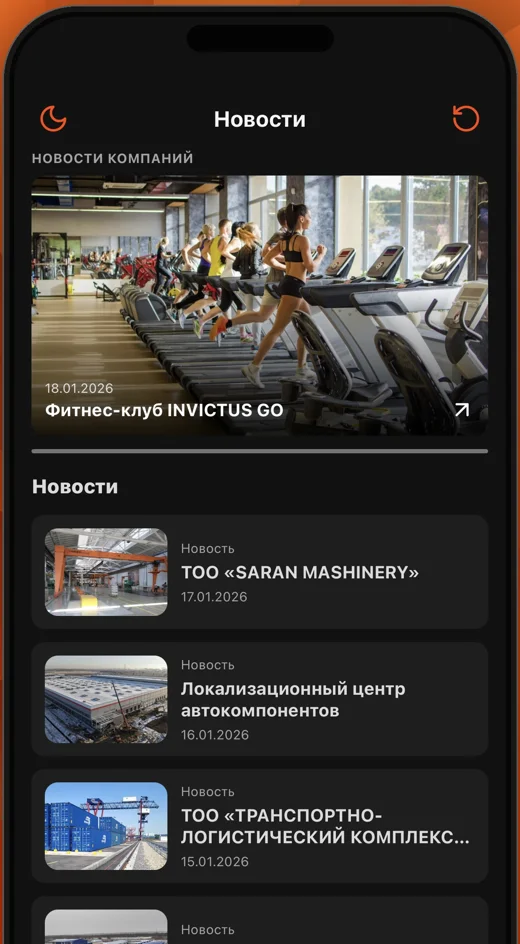 Новости
НОВОСТИ КОМПАНИЙ
18.01.2026
Фитнес-клуб INVICTUS GO
Новости
Новость
ТОО «SARAN MASHINERY»
17.01.2026
Новость
Локализационный центр
автокомпонентов
16.01.2026
Новость
ТОО «ТРАНСПОРТНО-
ЛОГИСТИЧЕСКИЙ КОМПЛЕКС...
15.01.2026
Новость